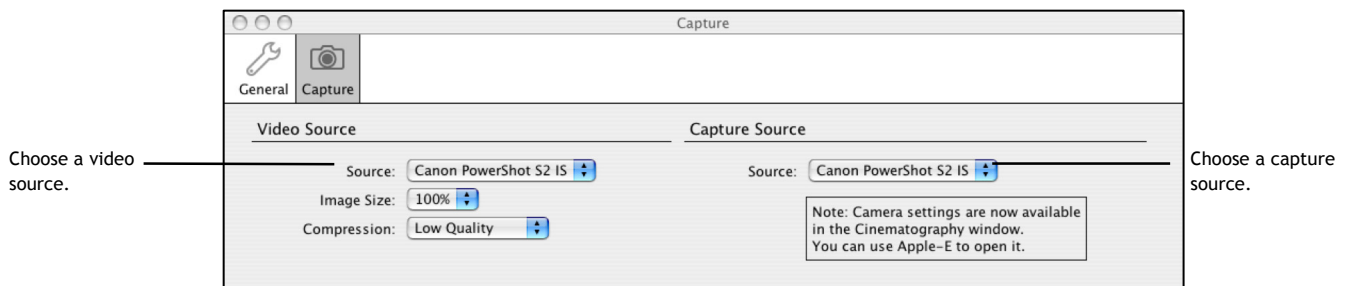 Capture
General
Capture
Video Source
Source: Canon PowerShot S2 IS
Image Size: 100%
Compression: Low Quality
Capture Source
Source: Canon PowerShot S2 IS
Note: Camera settings are now available
in the Cinematography window.
You can use Apple-E to open it.
Choose a video
source.
Choose a capture
source.